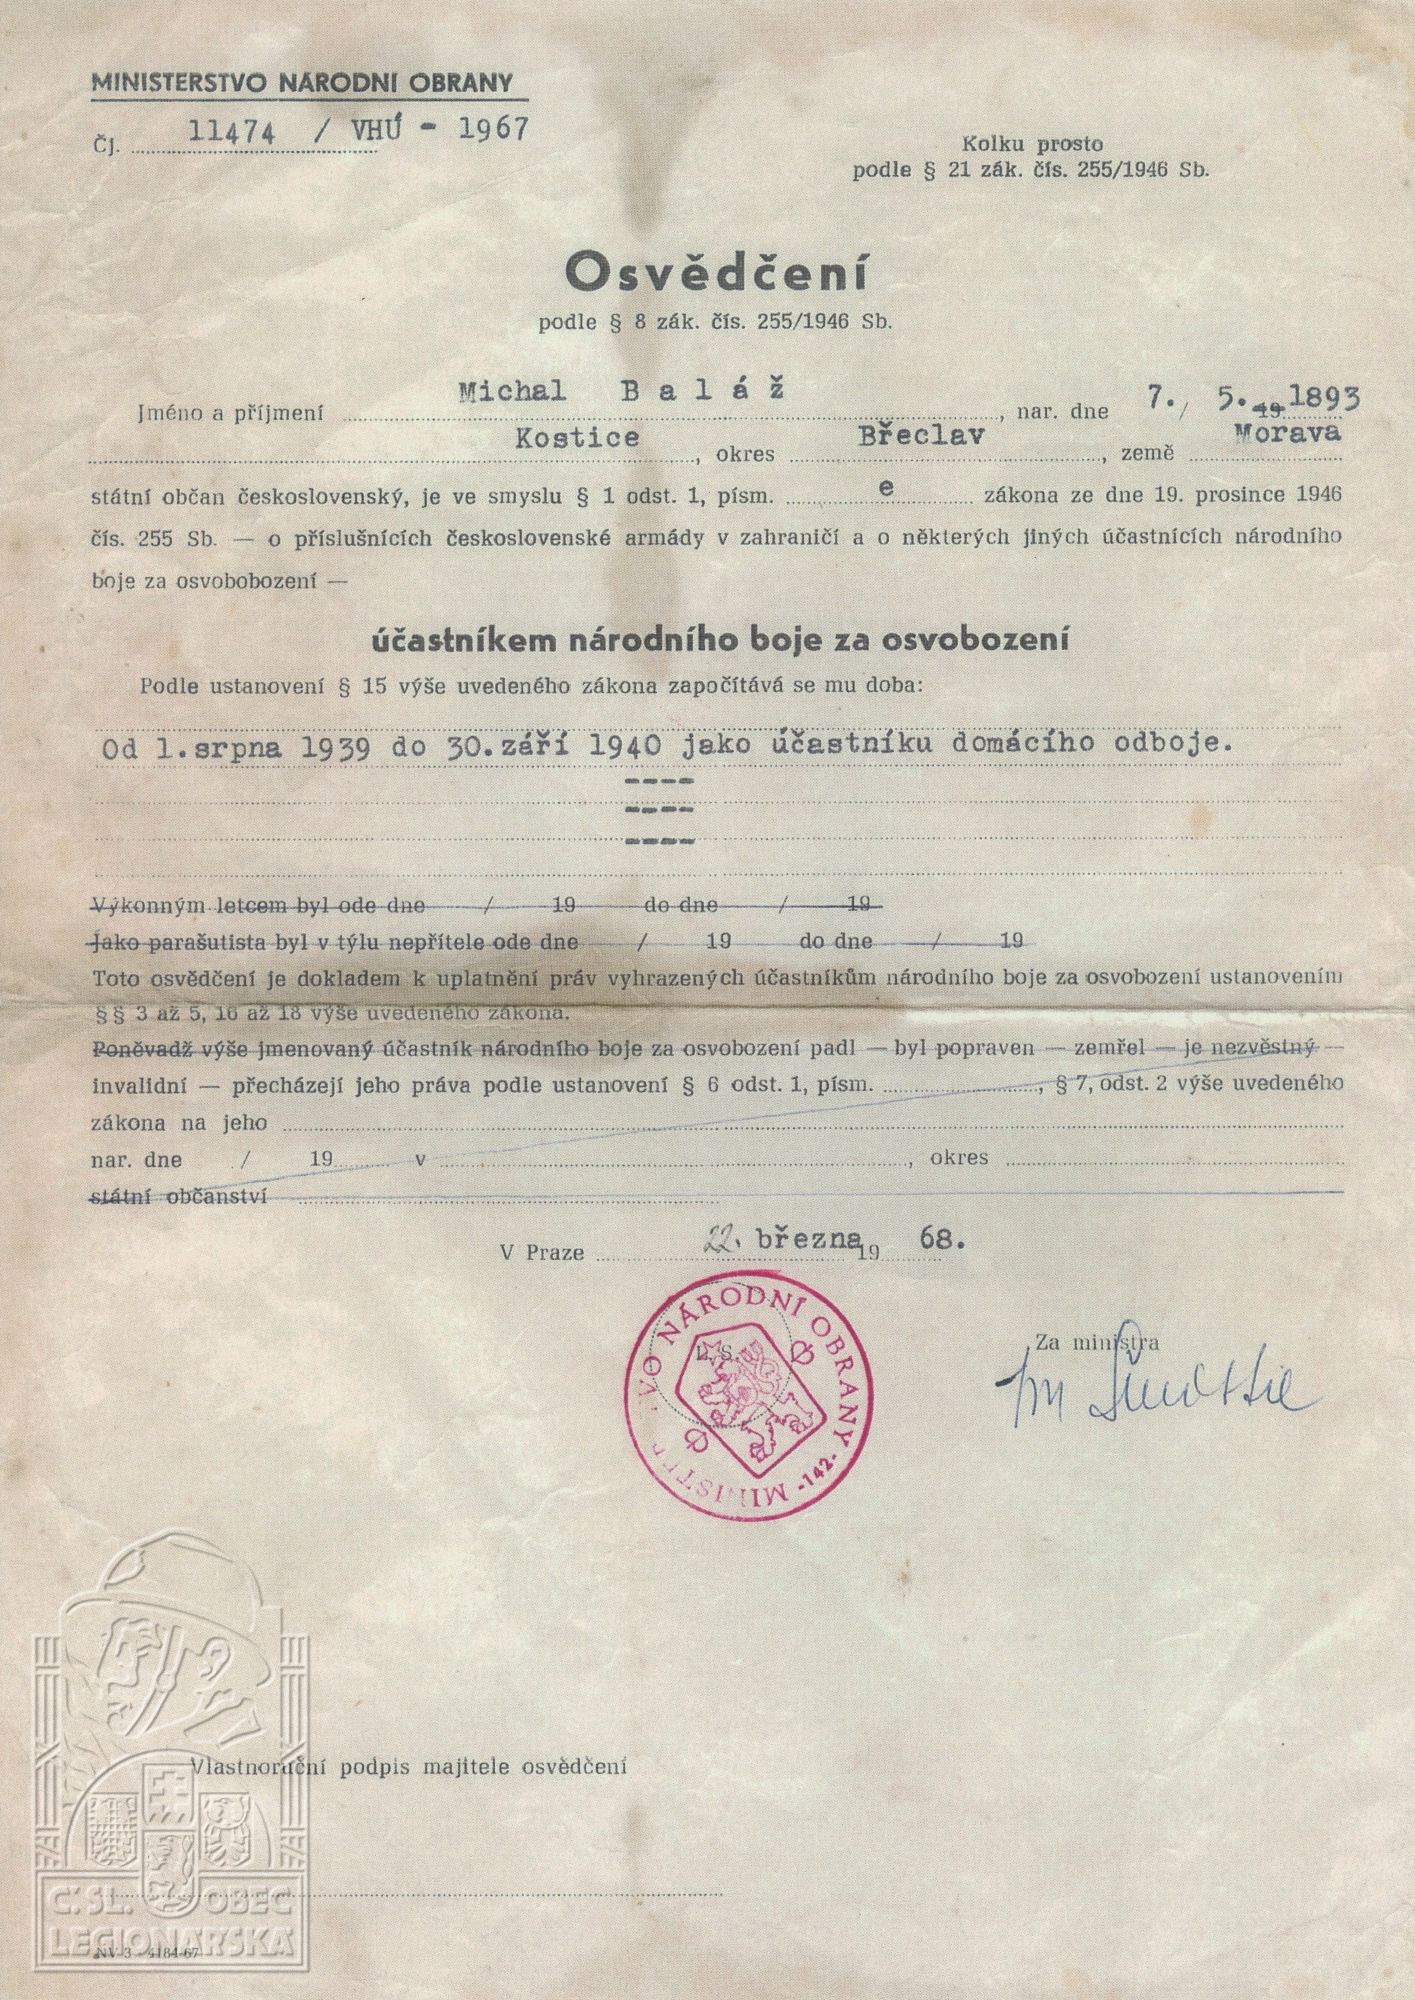 MINISTERSTVO NÁRODNÍ OBRANY
Čj. 11474 / VHÚ - 1967
Kolku prosto
podle § 21 zák. čís. 255/1946 Sb.
Osvědčení
podle § 8 zák. čís. 255/1946 Sb.
Jméno a příjmení Michal Baláž, nar. dne 7. / 5. 19 1893
Kostice, okres Břeclav, země Morava
státní občan československý, je ve smyslu § 1 odst. 1, písm. e zákona ze dne 19. prosince 1946
čís. 255 Sb. — o příslušnících československé armády v zahraničí a o některých jiných účastnících národního
boje za osvobobození —
účastníkem národního boje za osvobození
Podle ustanovení § 15 výše uvedeného zákona započítává se mu doba:
Od 1.srpna 1939 do 30.září 1940 jako účastníku domácího odboje.
----
----
----
Výkonným letcem byl ode dne / 19 do dne / 19
Jako parašutista byl v týlu nepřítele ode dne / 19 do dne / 19
Toto osvědčení je dokladem k uplatnění práv vyhrazených účastníkům národního boje za osvobození ustanovením
§ § 3 až 5, 16 až 18 výše uvedeného zákona.
Poněvadž výše jmenovaný účastník národního boje za osvobození padl — byl popraven — zemřel — je nezvěstný —
invalidní — přecházejí jeho práva podle ustanovení § 6 odst. 1, písm. , § 7, odst. 2 výše uvedeného
zákona na jeho
nar. dne / 19 v , okres
státní občanství
V Praze 22. března 19 68.
MINISTERSTVO NÁRODNÍ OBRANY -142-
L. S.
Za ministra
Vlastnoruční podpis majitele osvědčení
Č.SL. OBEC
LEGIONÁŘSKÁ
NV 3 4184-67